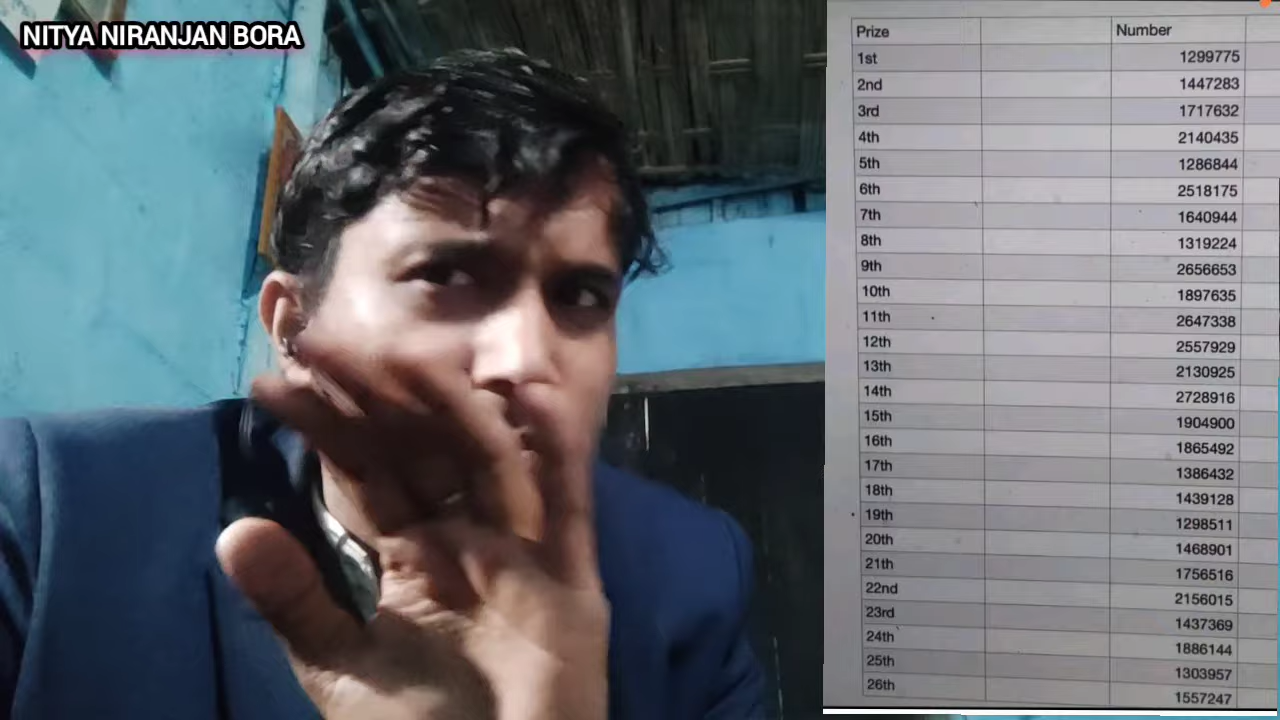 NITYA NIRANJAN BORA
Prize Number
1st 1299775
2nd 1447283
3rd 1717632
4th 2140435
5th 1286844
6th 2518175
7th 1640944
8th 1319224
9th 2656653
10th 1897635
11th 2647338
12th 2557929
13th 2130925
14th 2728916
15th 1904900
16th 1865492
17th 1386432
18th 1439128
19th 1298511
20th 1468901
21th 1756516
22nd 2156015
23rd 1437369
24th 1886144
25th 1303957
26th 1557247